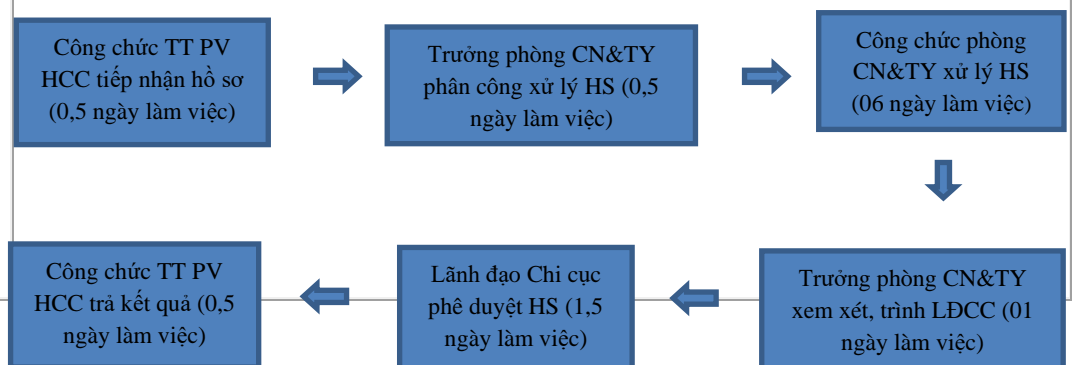 Công chức TT PV
HCC tiếp nhận hồ sơ
(0,5 ngày làm việc)
Trưởng phòng CN&TY
phân công xử lý HS (0,5
ngày làm việc)
Công chức phòng
CN&TY xử lý HS
(06 ngày làm việc)
Trưởng phòng CN&TY
xem xét, trình LĐCC (01
ngày làm việc)
Lãnh đạo Chi cục
phê duyệt HS (1,5
ngày làm việc)
Công chức TT PV
HCC trả kết quả (0,5
ngày làm việc)